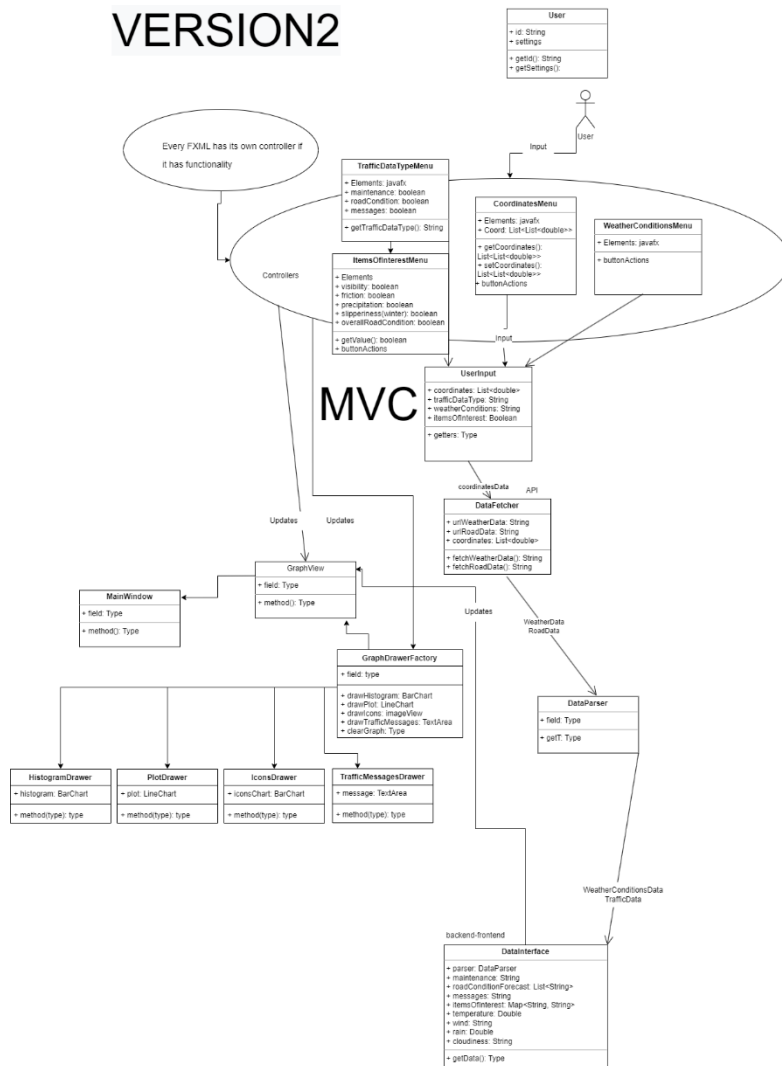 VERSION2
User
+ id: String
+ settings
+ getId(): String
+ getSettings():
User
Input
Every FXML has its own controller if
it has functionality
TrafficDataTypeMenu
+ Elements: javafx
+ maintenance: boolean
+ roadCondition: boolean
+ messages: boolean
+ getTrafficDataType(): String
CoordinatesMenu
+ Elements: javafx
+ Coord: List<List<double>>
+ getCoordinates():
List<List<double>>
+ setCoordinates():
List<List<double>>
+ buttonActions
WeatherConditionsMenu
+ Elements: javafx
+ buttonActions
Controllers
ItemsOfInterestMenu
+ Elements
+ visibility: boolean
+ friction: boolean
+ precipitation: boolean
+ slipperiness(winter): boolean
+ overallRoadCondition: boolean
+ getValue(): boolean
+ buttonActions
Input
MVC
UserInput
+ coordinates: List<double>
+ trafficDataType: String
+ weatherConditions: String
+ itemsOfInterest: Boolean
+ getters: Type
coordinatesData
API
DataFetcher
+ urlWeatherData: String
+ urlRoadData: String
+ coordinates: List<double>
+ fetchWeatherData(): String
+ fetchRoadData(): String
Updates
Updates
GraphView
+ field: Type
+ method(): Type
MainWindow
+ field: Type
+ method(): Type
Updates
WeatherData
RoadData
GraphDrawerFactory
+ field: type
+ drawHistogram: BarChart
+ drawPlot: LineChart
+ drawIcons: imageView
+ drawTrafficMessages: TextArea
+ clearGraph: Type
DataParser
+ field: Type
+ getT: Type
HistogramDrawer
+ histogram: BarChart
+ method(type): type
PlotDrawer
+ plot: LineChart
+ method(type): type
IconsDrawer
+ iconsChart: BarChart
+ method(type): type
TrafficMessagesDrawer
+ message: TextArea
+ method(type): type
WeatherConditionsData
TrafficData
backend-frontend
DataInterface
+ parser: DataParser
+ maintenance: String
+ roadConditionForecast: List<String>
+ messages: String
+ itemsOfInterest: Map<String, String>
+ temperature: Double
+ wind: String
+ rain: Double
+ cloudiness: String
+ getData(): Type